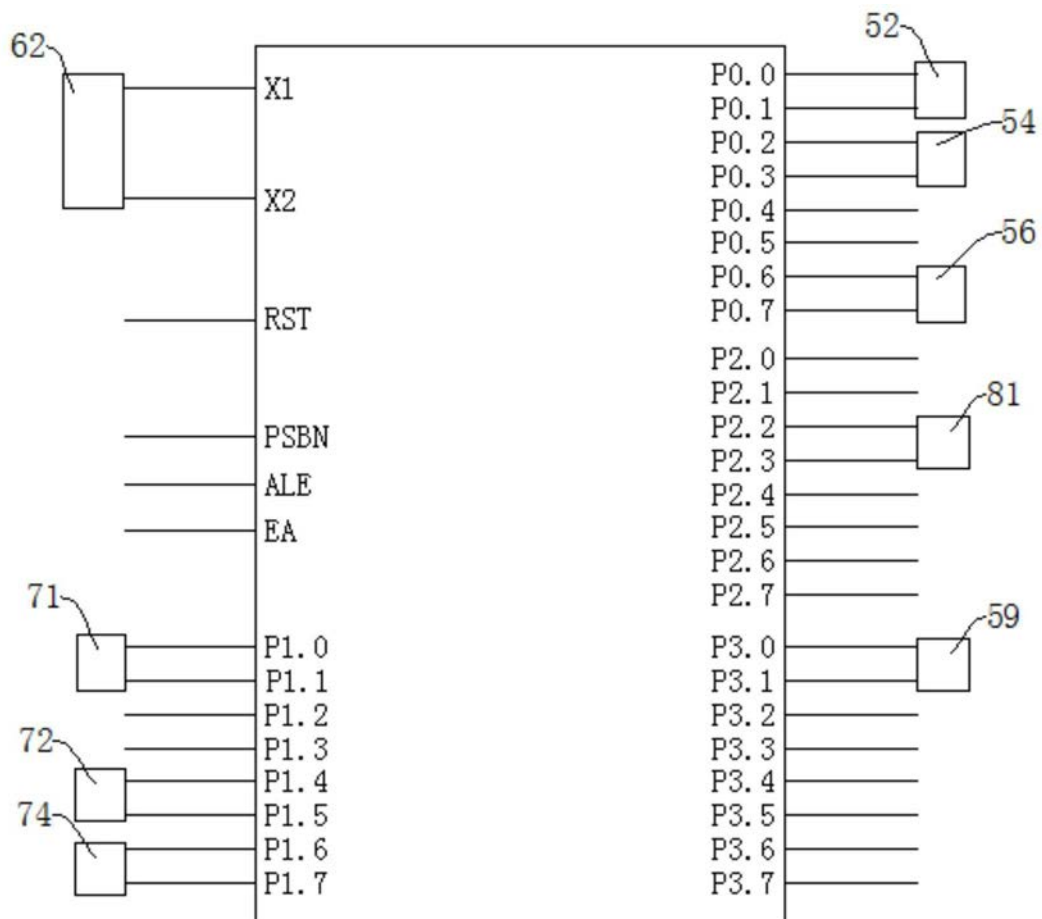 62
X1
X2
RST
PSBN
ALE
EA
71
P1.0
P1.1
P1.2
72
P1.3
P1.4
74
P1.5
P1.6
P1.7
52
P0.0
P0.1
54
P0.2
P0.3
P0.4
56
P0.5
P0.6
P0.7
P2.0
81
P2.1
P2.2
P2.3
P2.4
P2.5
P2.6
P2.7
59
P3.0
P3.1
P3.2
P3.3
P3.4
P3.5
P3.6
P3.7